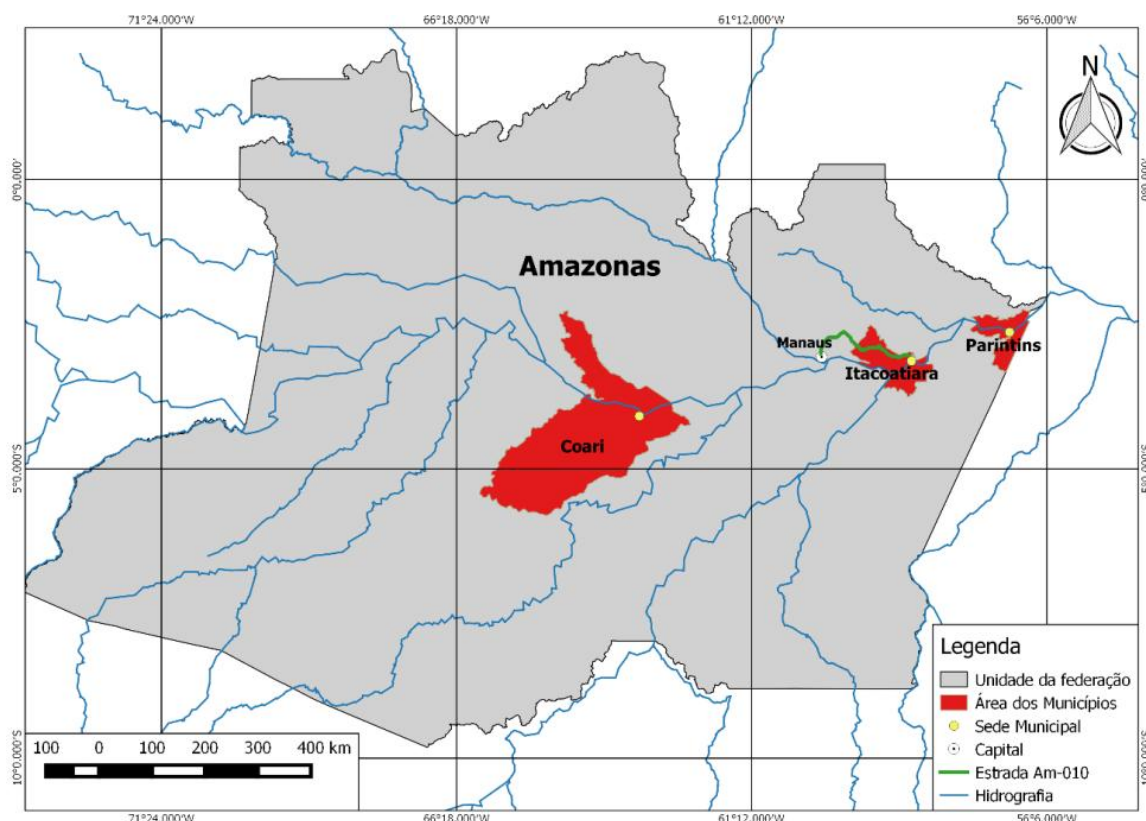 71°24.000'W 66°18.000'W 61°12.000'W 56°6.000'W
N
0°0.000'
Amazonas
Manaus
Parintins
Itacoatiara
Coari
5°0.000'S
5°0.000'S
Legenda
Unidade da federação
Área dos Municípios
Sede Municipal
Capital
Estrada Am-010
Hidrografia
100 0 100 200 300 400 km
10°0.000'S
71°24.000'W 66°18.000'W 61°12.000'W 56°6.000'W